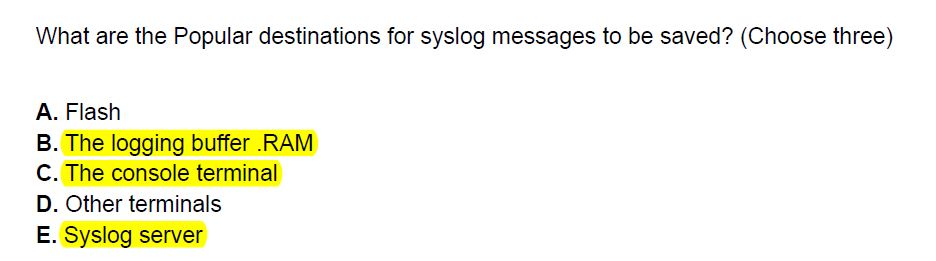 What are the Popular destinations for syslog messages to be saved? (Choose three)
A. Flash
B. The logging buffer .RAM
C. The console terminal
D. Other terminals
E. Syslog server